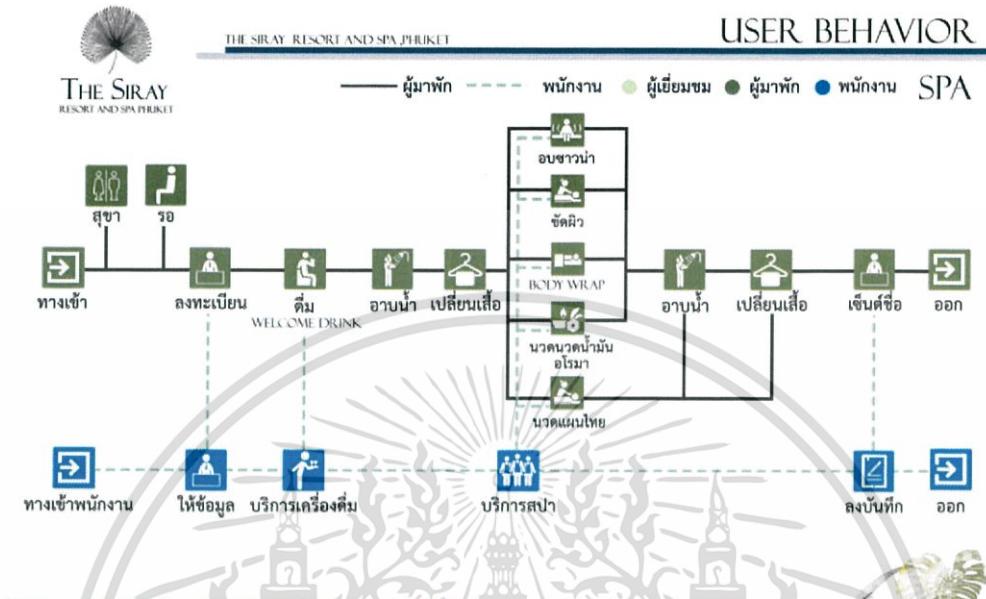 THE SIRAY RESORT AND SPA ,PHUKET
USER BEHAVIOR
THE SIRAY
RESORT AND SPA PHUKET
ผู้มาพัก พนักงาน ผู้เยี่ยมชม ผู้มาพัก พนักงาน SPA
อบซาวน่า
สุขา รอ
ขัดผิว
BODY WRAP
ทางเข้า ลงทะเบียน ดื่ม อาบน้ำ เปลี่ยนเสื้อ อาบน้ำ เปลี่ยนเสื้อ เซ็นต์ชื่อ ออก
WELCOME DRINK
นวดนวดน้ำมัน
อโรมา
นวดแผนไทย
ทางเข้าพนักงาน ให้ข้อมูล บริการเครื่องดื่ม บริการสปา ลงบันทึก ออก